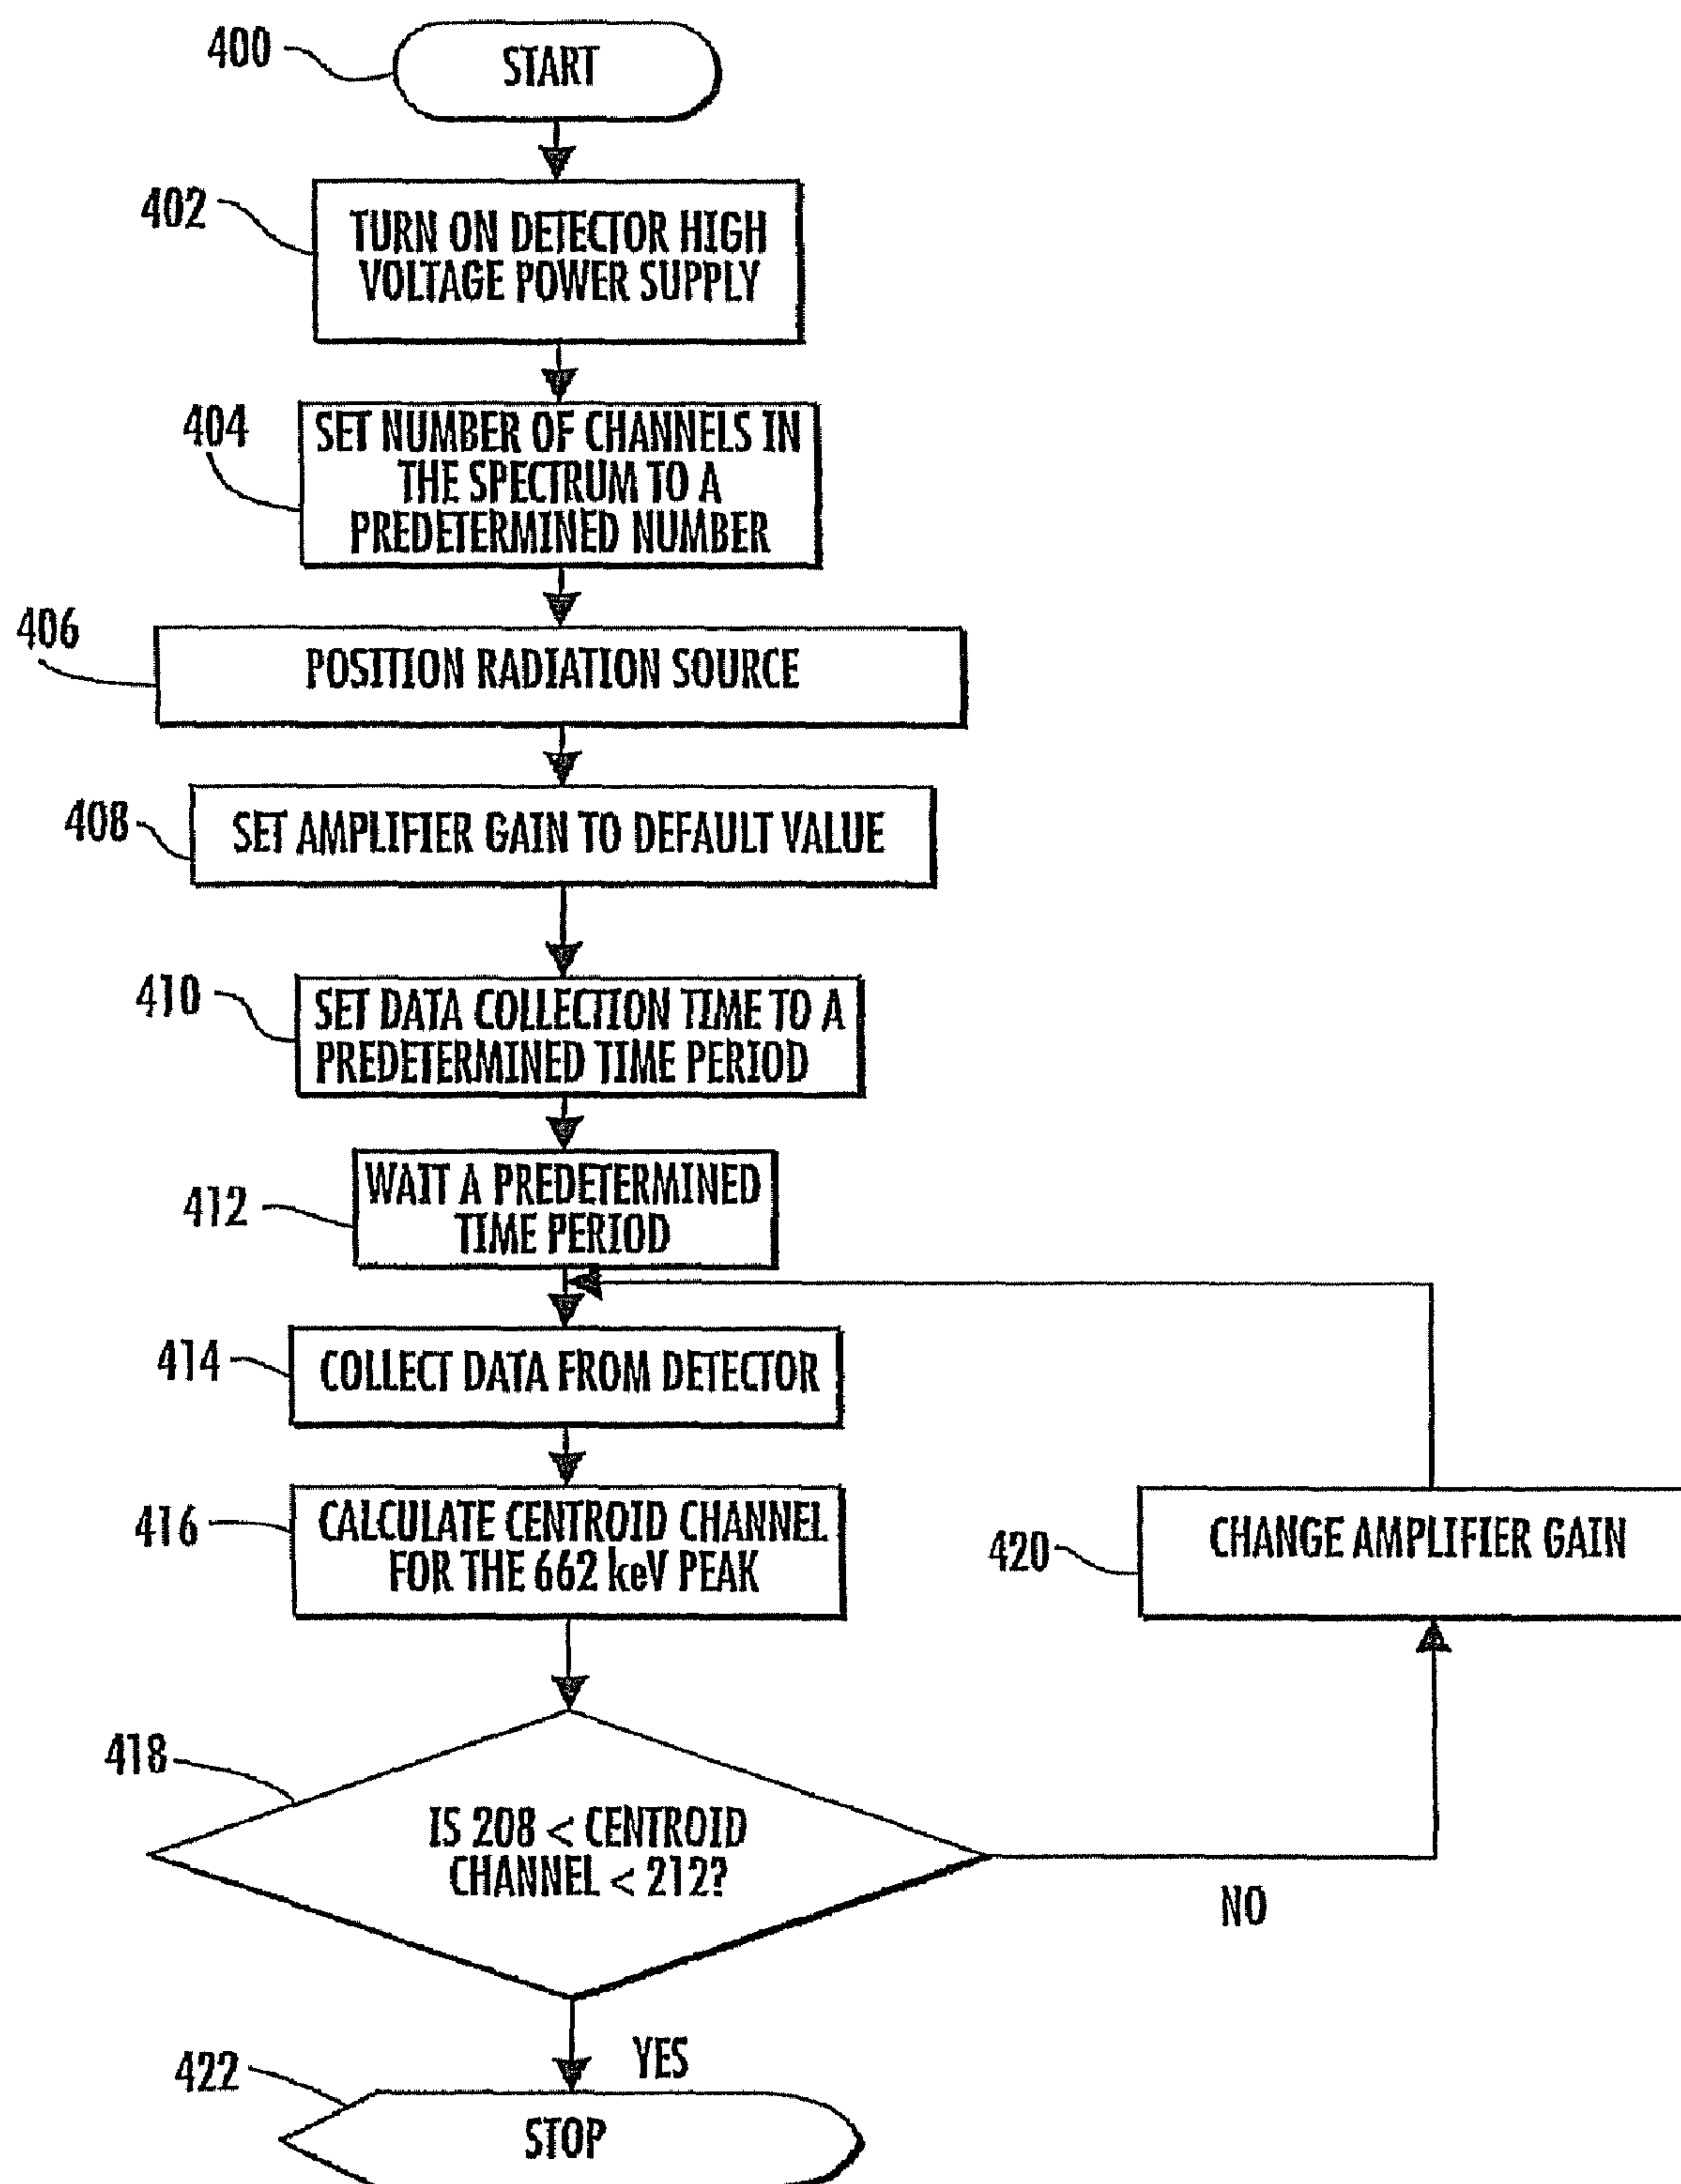 400
START
402
TURN ON DETECTOR HIGH
VOLTAGE POWER SUPPLY
404
SET NUMBER OF CHANNELS IN
THE SPECTRUM TO A
PREDETERMINED NUMBER
406
POSITION RADIATION SOURCE
408
SET AMPLIFIER GAIN TO DEFAULT VALUE
410
SET DATA COLLECTION TIME TO A
PREDETERMINED TIME PERIOD
412
WAIT A PREDETERMINED
TIME PERIOD
414
COLLECT DATA FROM DETECTOR
416
CALCULATE CENTROID CHANNEL
FOR THE 662 keV PEAK
420
CHANGE AMPLIFIER GAIN
418
IS 208 < CENTROID
CHANNEL < 212?
NO
YES
422
STOP